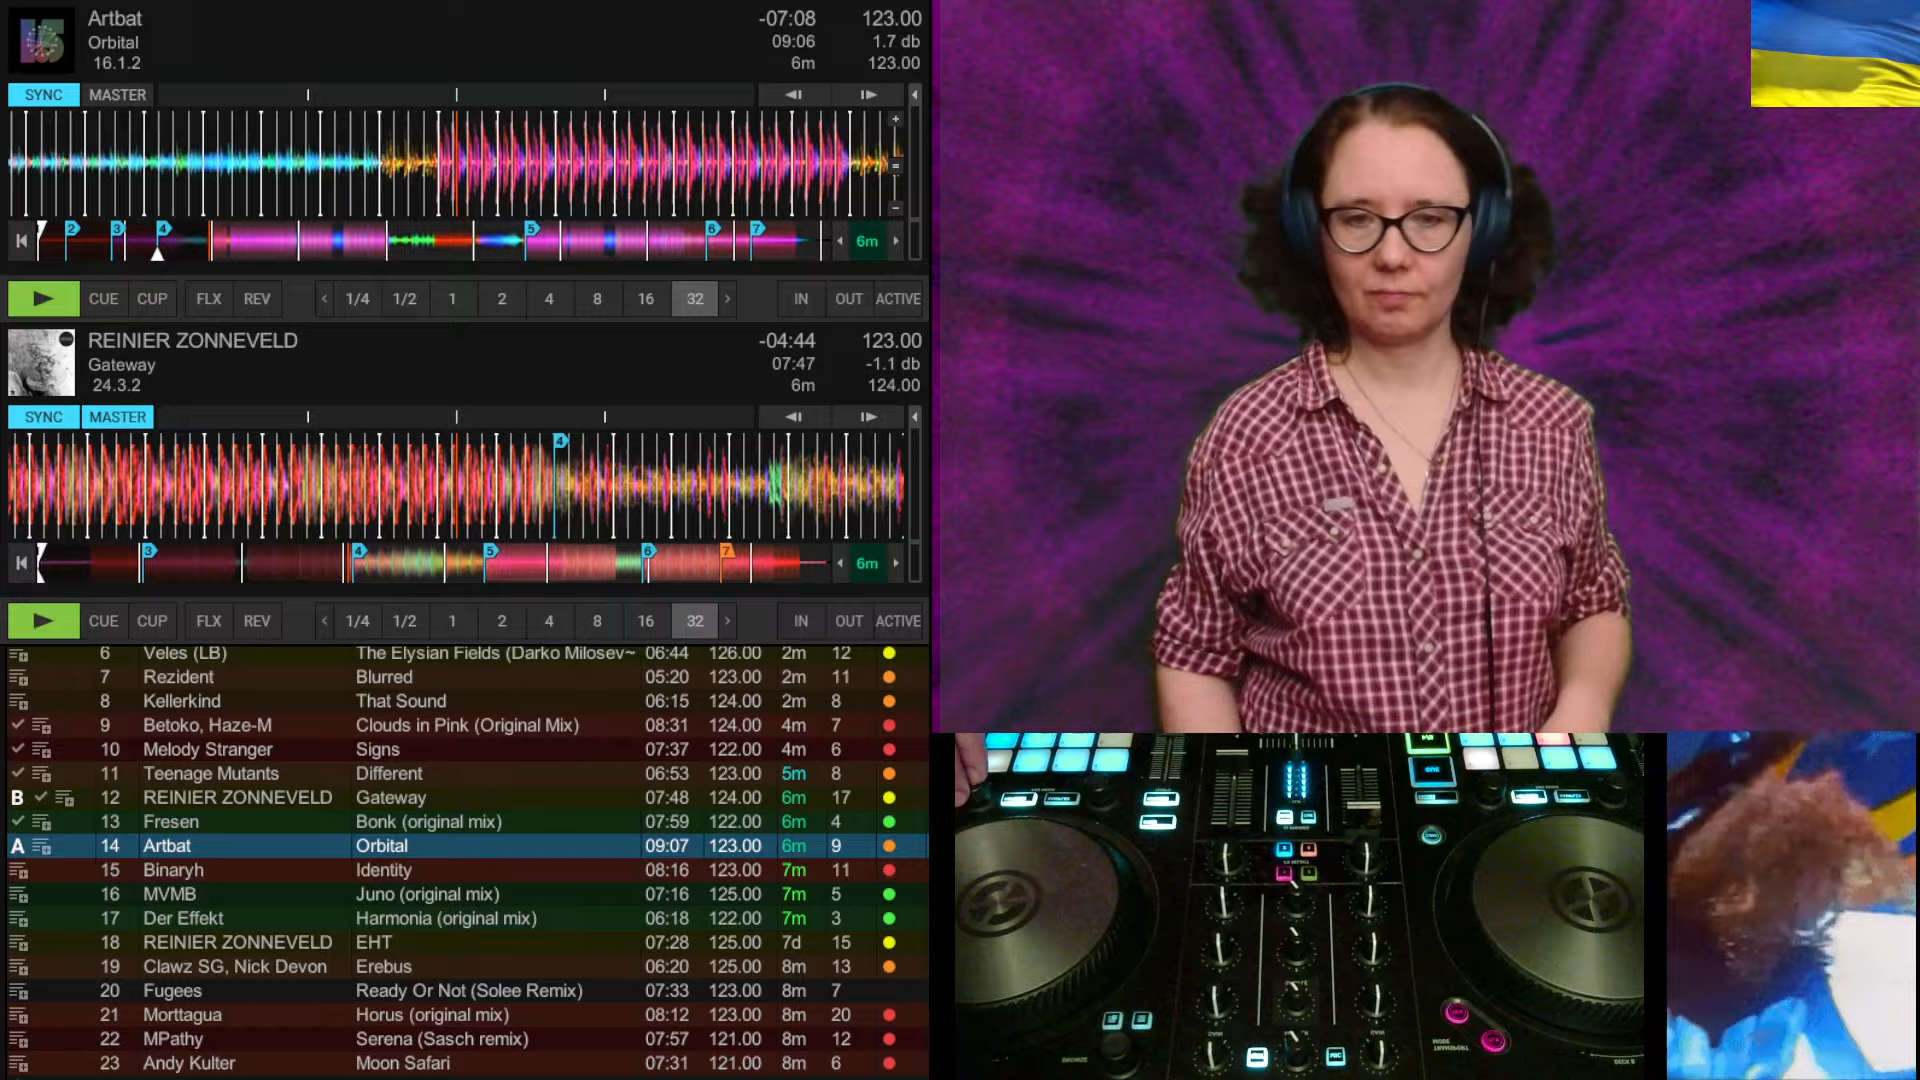 Artbat -07:08 123.00
Orbital 09:06 1.7 db
16.1.2 6m 123.00
SYNC MASTER
2 3 4 5 6 7 6m
CUE CUP FLX REV 1/4 1/2 1 2 4 8 16 32 IN OUT ACTIVE
REINIER ZONNEVELD -04:44 123.00
Gateway 07:47 -1.1 db
24.3.2 6m 124.00
SYNC MASTER
4
3 4 5 6 7 6m
CUE CUP FLX REV 1/4 1/2 1 2 4 8 16 32 IN OUT ACTIVE
6 Veles (LB) The Elysian Fields (Darko Milosev~ 06:44 126.00 2m 12
7 Rezident Blurred 05:20 123.00 2m 11
8 Kellerkind That Sound 06:15 124.00 2m 8
9 Betoko, Haze-M Clouds in Pink (Original Mix) 08:31 124.00 4m 7
10 Melody Stranger Signs 07:37 122.00 4m 6
11 Teenage Mutants Different 06:53 123.00 5m 8
B 12 REINIER ZONNEVELD Gateway 07:48 124.00 6m 17
13 Fresen Bonk (original mix) 07:59 122.00 6m 4
A 14 Artbat Orbital 09:07 123.00 6m 9
15 Binaryh Identity 08:16 123.00 7m 11
16 MVMB Juno (original mix) 07:16 125.00 7m 5
17 Der Effekt Harmonia (original mix) 06:18 122.00 7m 3
18 REINIER ZONNEVELD EHT 07:28 125.00 7d 15
19 Clawz SG, Nick Devon Erebus 06:20 125.00 8m 13
20 Fugees Ready Or Not (Solee Remix) 07:33 123.00 8m 7
21 Morttagua Horus (original mix) 08:12 123.00 8m 20
22 MPathy Serena (Sasch remix) 07:57 121.00 8m 12
23 Andy Kulter Moon Safari 07:31 121.00 8m 6